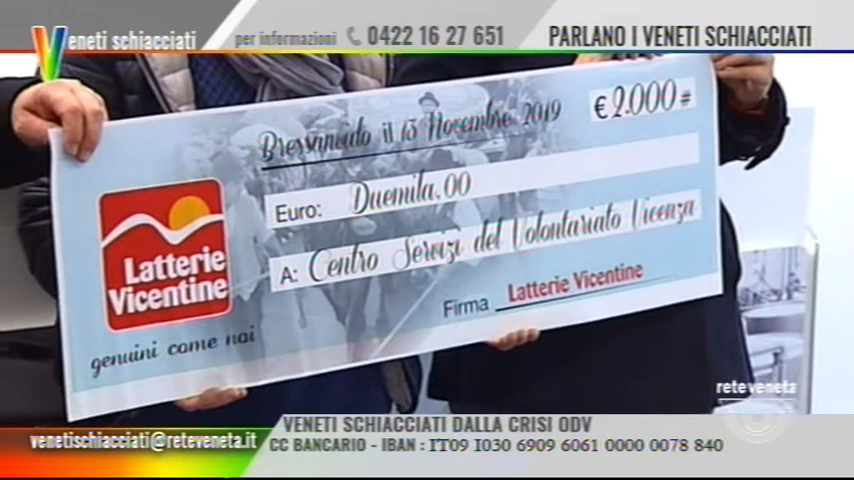 Veneti schiacciati
per informazioni 0422 16 27 651
PARLANO I VENETI SCHIACCIATI
Bressanvido il 13 Novembre 2019
€ 2.000#
Euro: Duemila,00
A: Centro Servizi del Volontariato Vicenza
Firma Latterie Vicentine
Latterie
Vicentine
genuini come noi
reteveneta
venetischiacciati@reteveneta.it
VENETI SCHIACCIATI DALLA CRISI ODV
CC BANCARIO - IBAN : IT09 I030 6909 6061 0000 0078 840